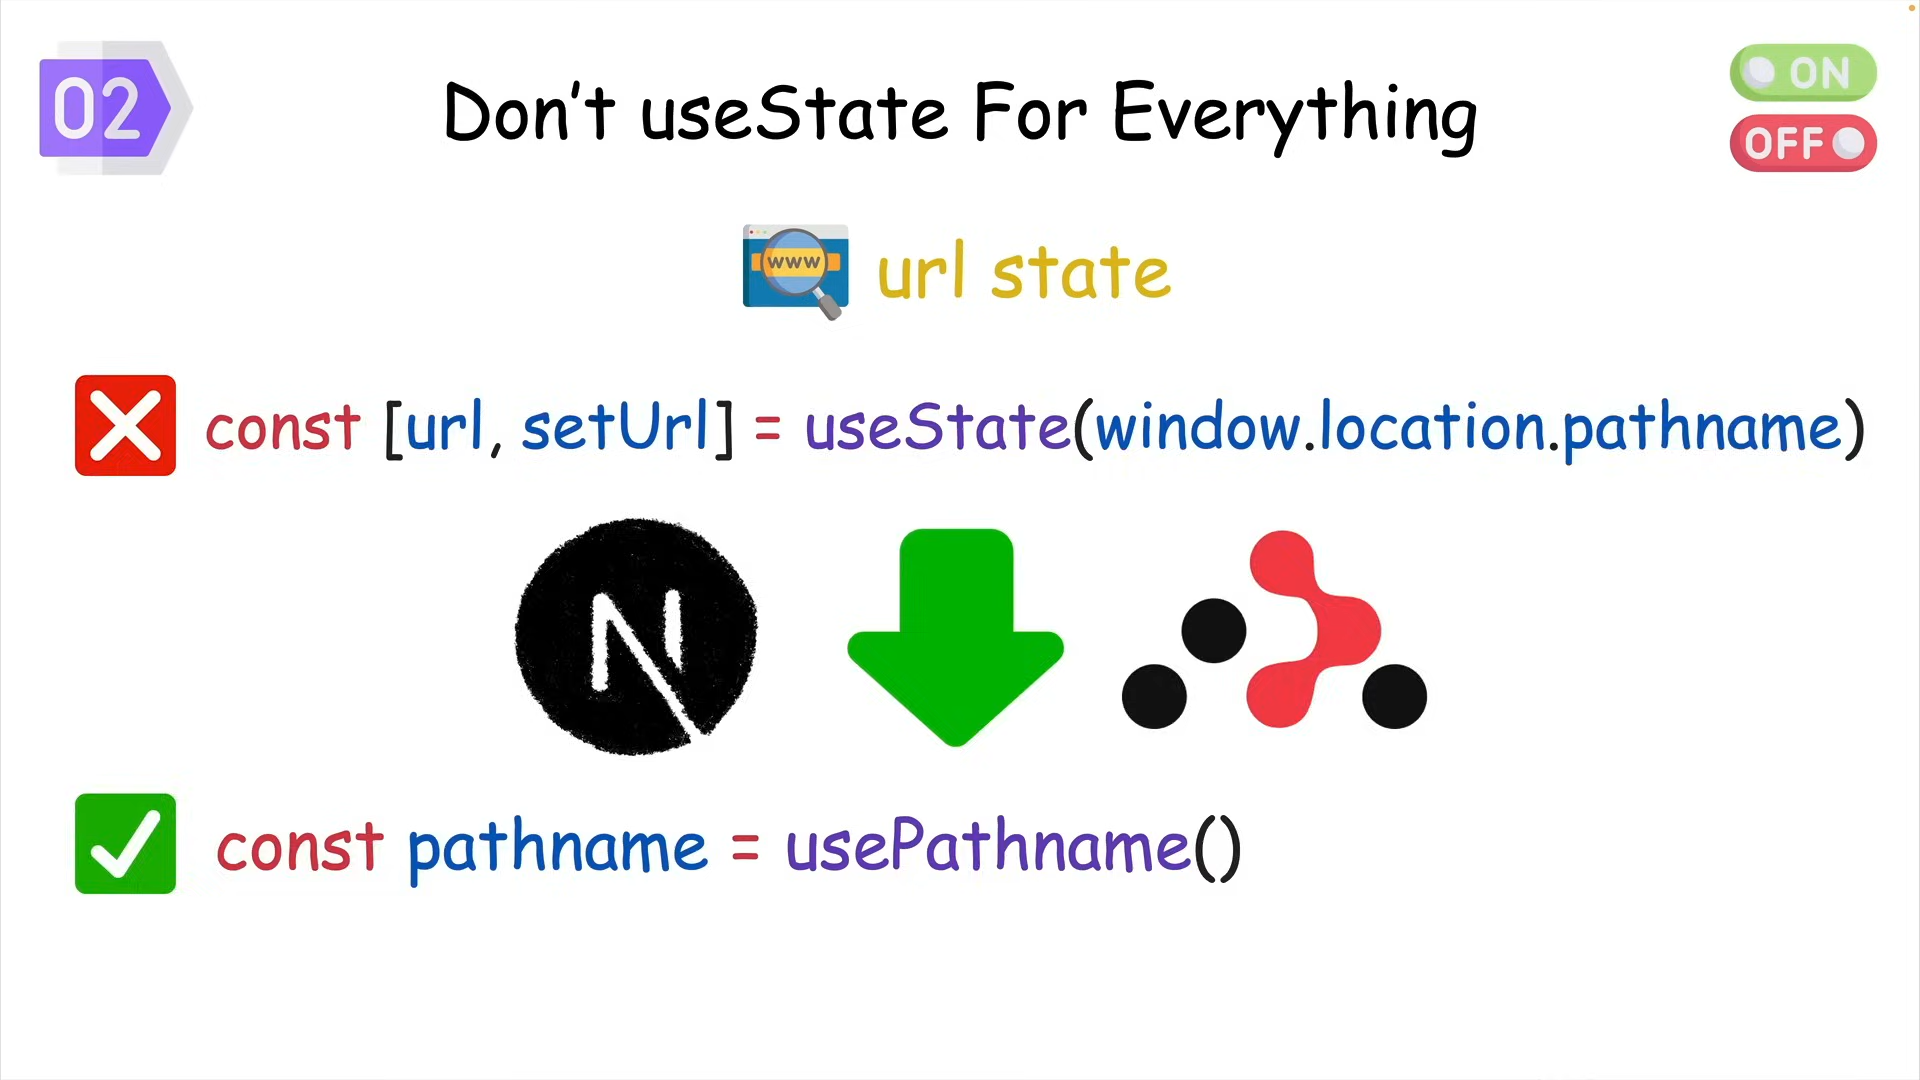 02
Don’t useState For Everything
ON
OFF
www
url state
const [url, setUrl] = useState(window.location.pathname)
N
const pathname = usePathname()